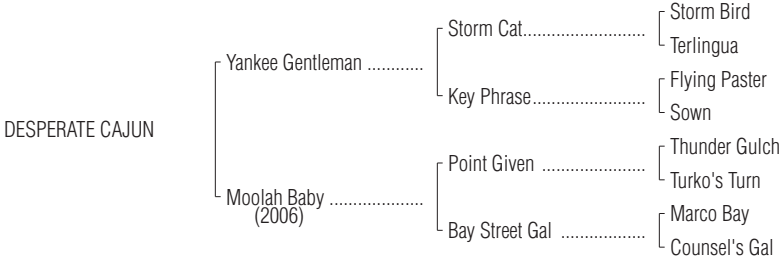 Storm Bird
Storm Cat.........................
Terlingua
Yankee Gentleman ............
Flying Paster
Key Phrase.......................
Sown
DESPERATE CAJUN
Thunder Gulch
Point Given .....................
Turko's Turn
Moolah Baby ...................
(2006)
Marco Bay
Bay Street Gal .................
Counsel's Gal